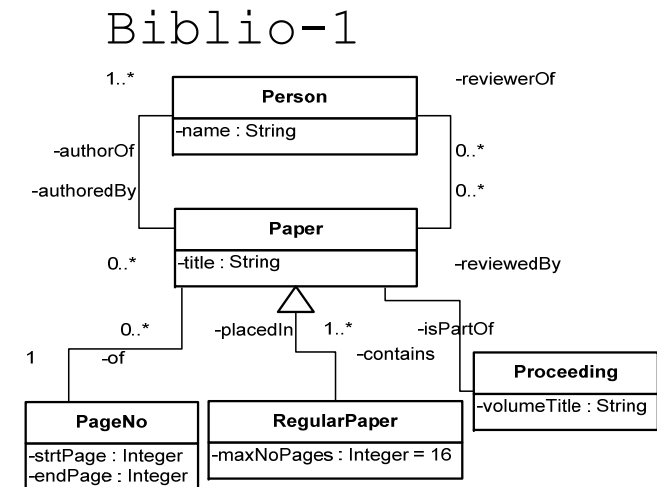 Biblio-1
1..*
-reviewerOf
Person
-name : String
-authorOf
0..*
-authoredBy
0..*
Paper
0..*
-title : String
-reviewedBy
0..*
-placedIn
1..*
-isPartOf
1
-of
-contains
Proceeding
-volumeTitle : String
PageNo
-strtPage : Integer
-endPage : Integer
RegularPaper
-maxNoPages : Integer = 16